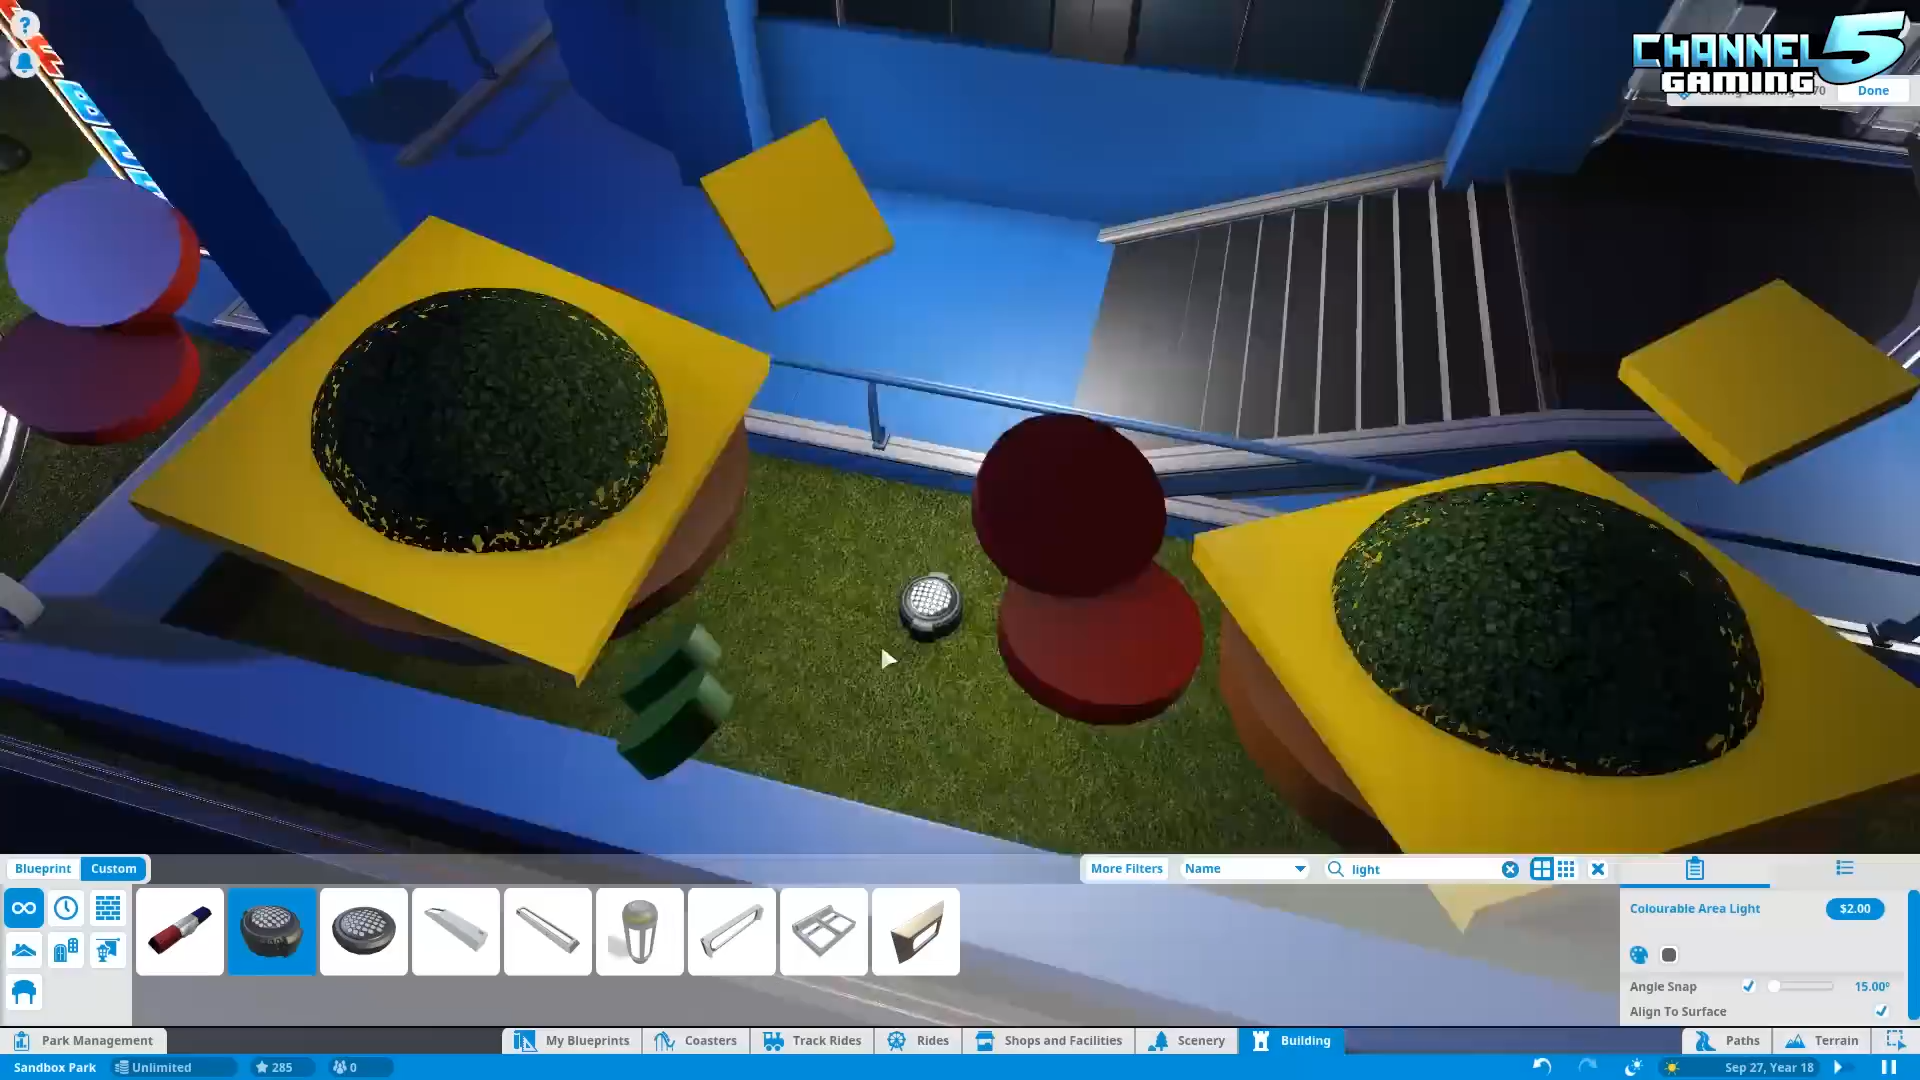 ?
CHANNEL 5
GAMING
Done
BLUE
Blueprint
Custom
More Filters
Name
light
Colourable Area Light
$2.00
Angle Snap
15.00°
Align To Surface
Park Management
My Blueprints
Coasters
Track Rides
Rides
Shops and Facilities
Scenery
Building
Paths
Terrain
Sandbox Park
Unlimited
285
0
Sep 27, Year 18